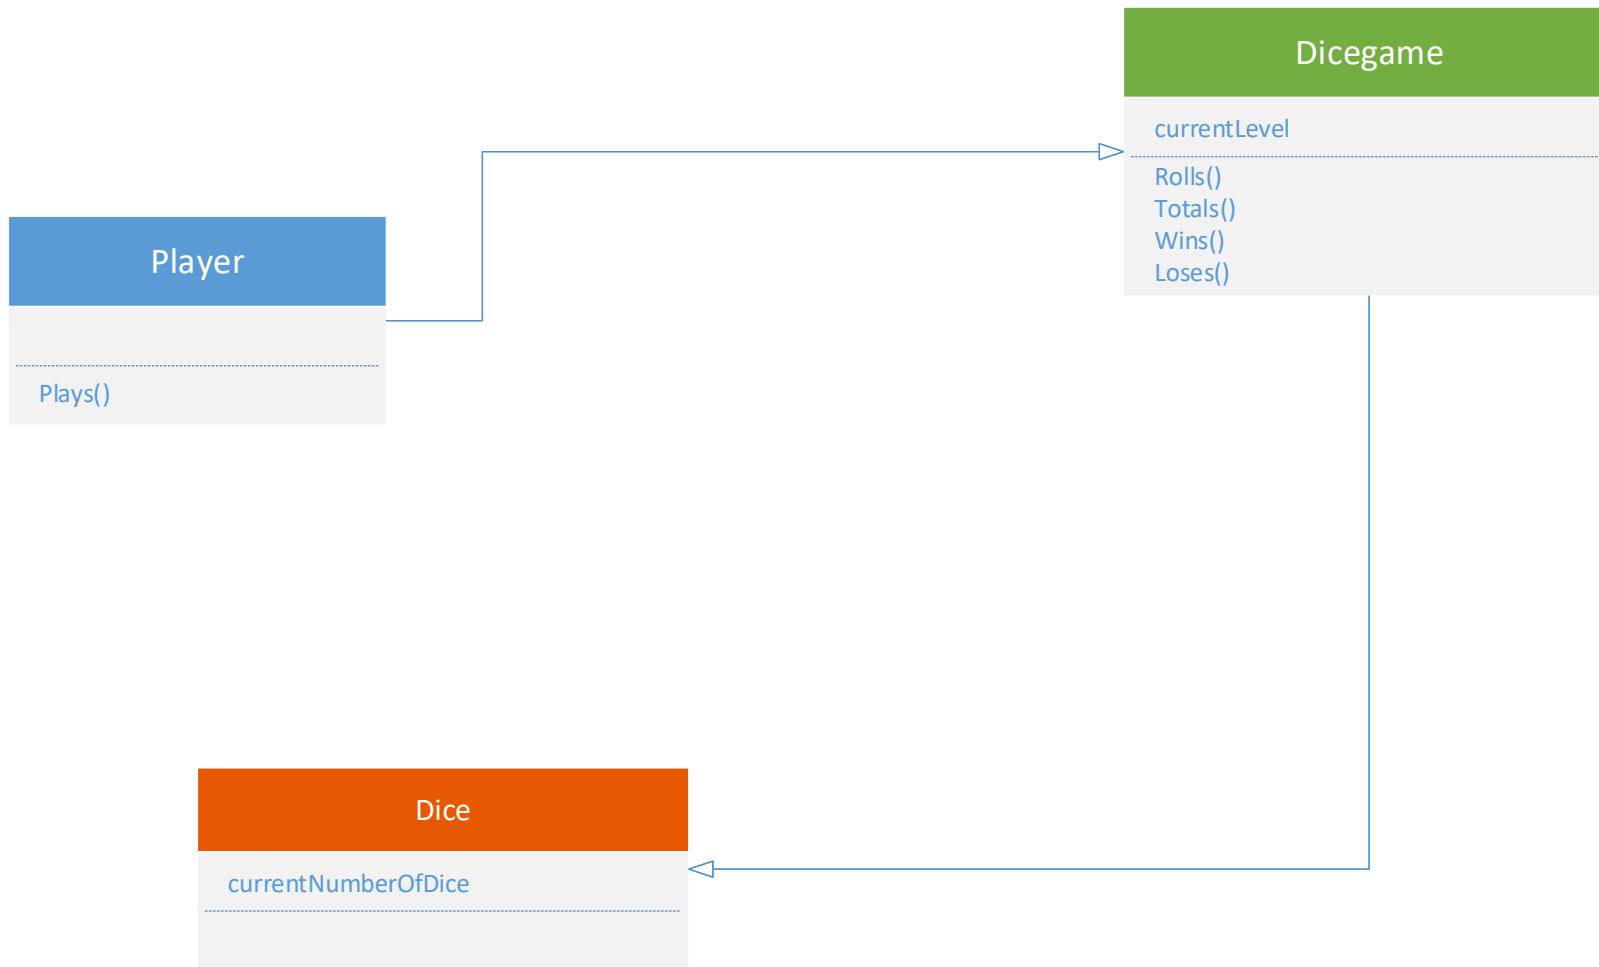 Dicegame
currentLevel
Rolls()
Totals()
Wins()
Loses()
Player
Plays()
Dice
currentNumberOfDice